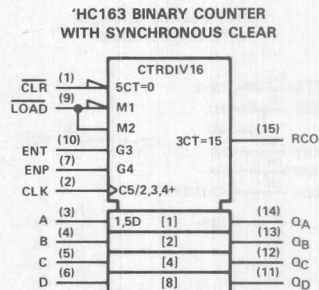 'HC163 BINARY COUNTER
WITH SYNCHRONOUS CLEAR
CTRDIV16
CLR (1) 5CT=0
LOAD (9) M1
M2
3CT=15 (15) RCO
ENT (10) G3
ENP (7) G4
CLK (2) C5/2,3,4+
A (3) 1,5D [1] (14) QA
B (4) [2] (13) QB
C (5) [4] (12) QC
D (6) [8] (11) QD